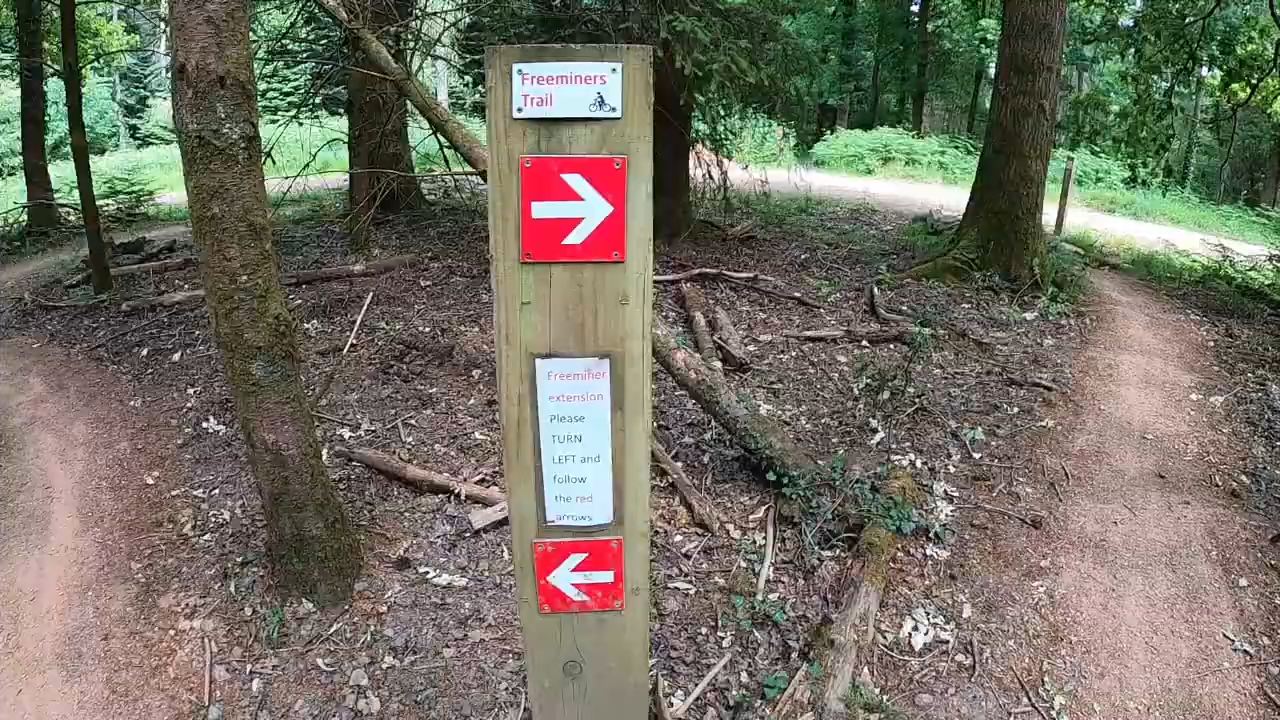 Freeminers
Trail
Freeminer
extension
Please
TURN
LEFT and
follow
the red
arrows